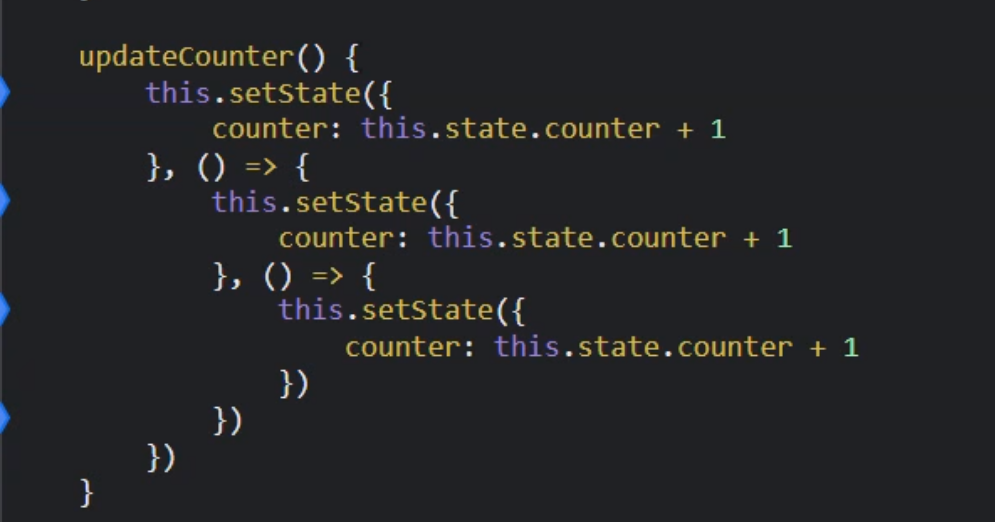 updateCounter() {
    this.setState({
        counter: this.state.counter + 1
    }, () => {
        this.setState({
            counter: this.state.counter + 1
        }, () => {
            this.setState({
                counter: this.state.counter + 1
            })
        })
    })
}